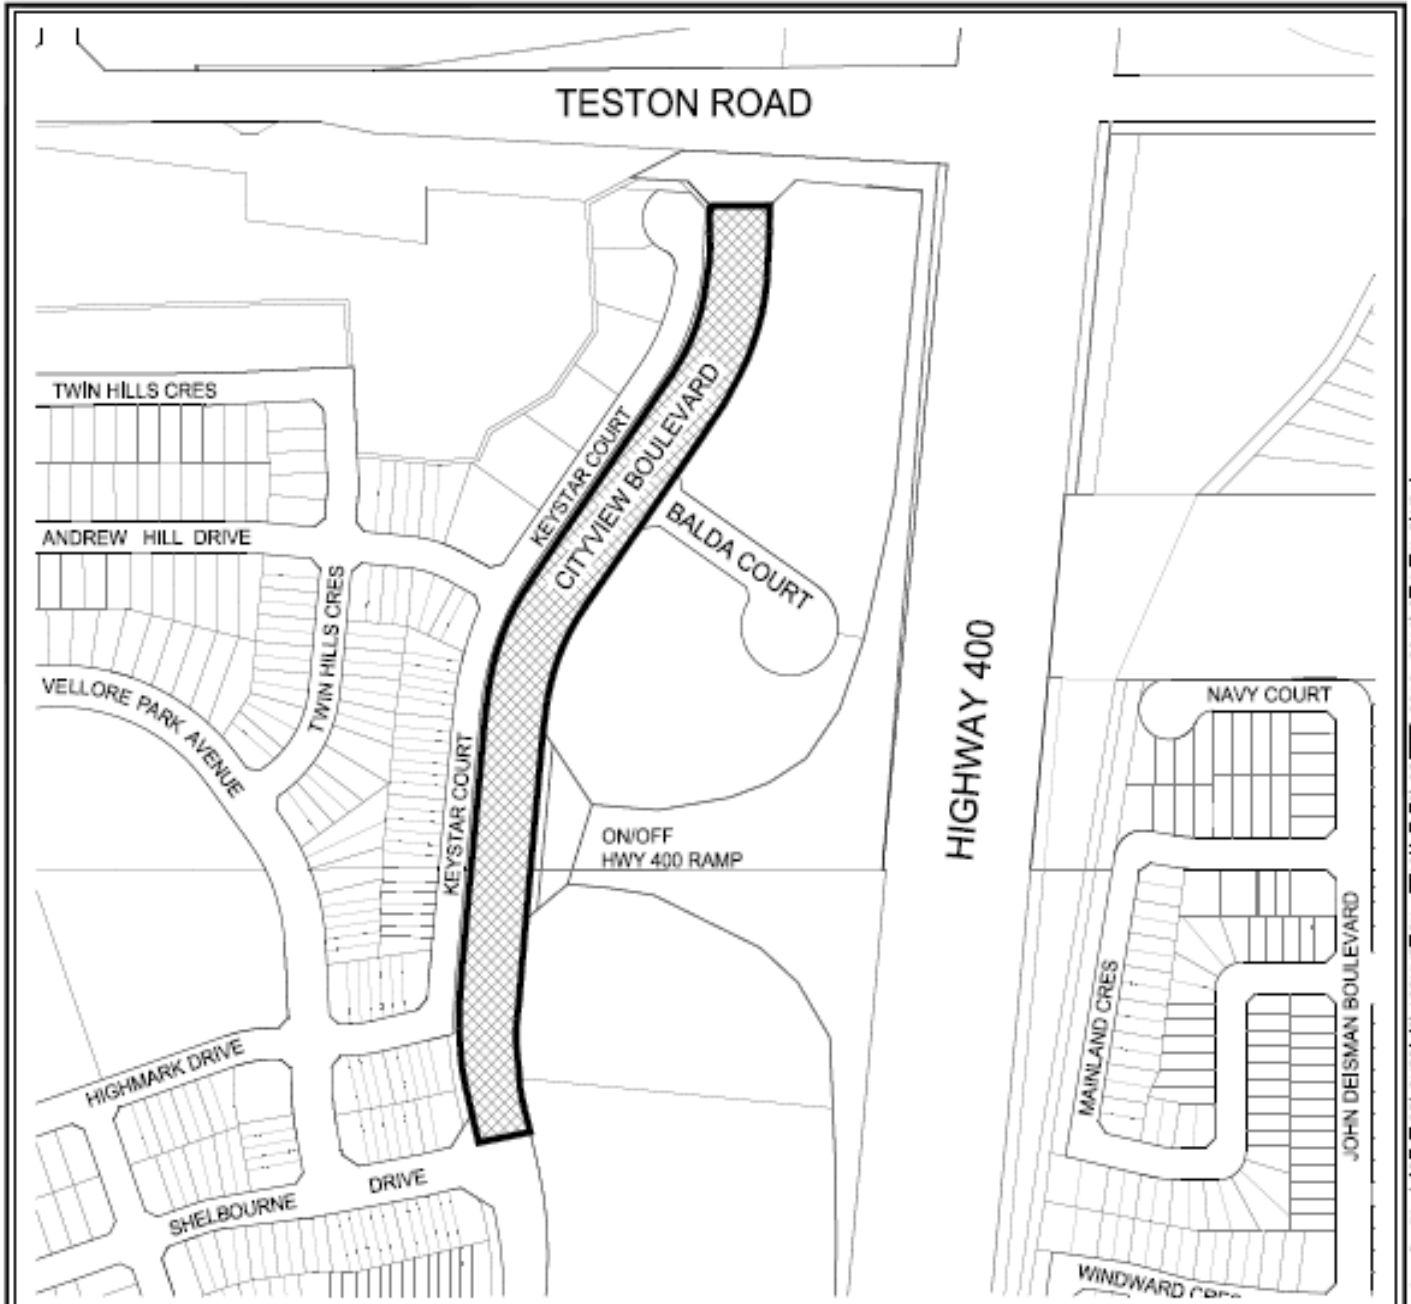 TESTON ROAD
TWIN HILLS CRES
KEYSTAR COURT
CITYVIEW BOULEVARD
ANDREW HILL DRIVE
BALDA COURT
TWIN HILLS CRES
VELLORE PARK AVENUE
HIGHWAY 400
NAVY COURT
KEYSTAR COURT
ON/OFF
HWY 400 RAMP
MAINLAND CRES
JOHN DEISMAN BOULEVARD
HIGHMARK DRIVE
SHELBOURNE DRIVE
WINDWARD CRES